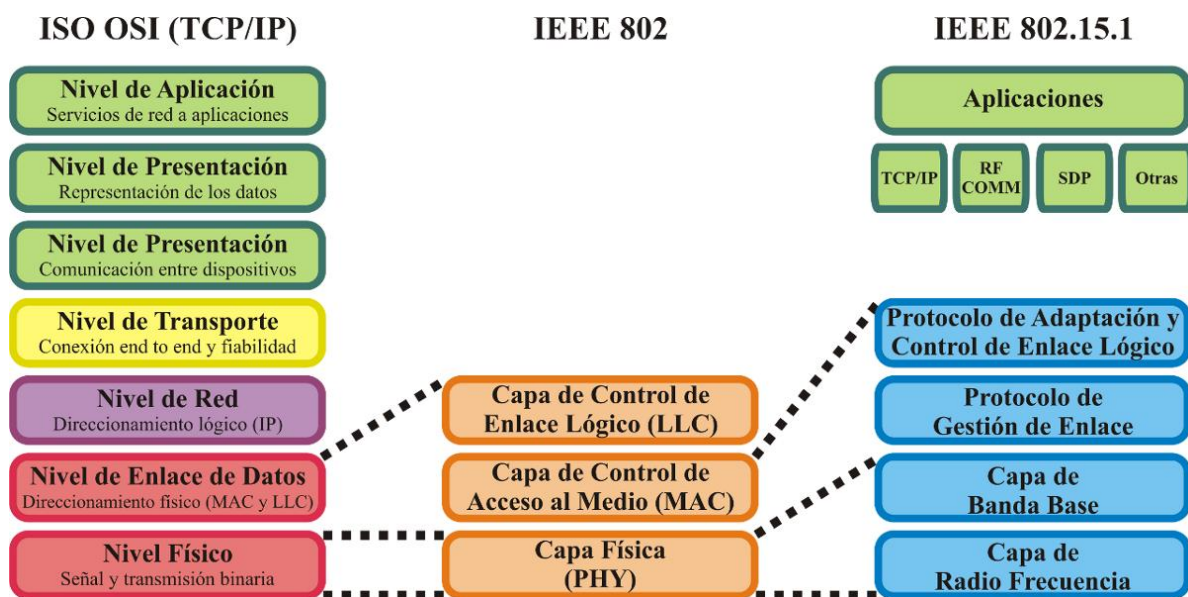 ISO OSI (TCP/IP)
Nivel de Aplicación
Servicios de red a aplicaciones
Nivel de Presentación
Representación de los datos
Nivel de Presentación
Comunicación entre dispositivos
Nivel de Transporte
Conexión end to end y fiabilidad
Nivel de Red
Direccionamiento lógico (IP)
Nivel de Enlace de Datos
Direccionamiento físico (MAC y LLC)
Nivel Físico
Señal y transmisión binaria
IEEE 802
Capa de Control de
Enlace Lógico (LLC)
Capa de Control de
Acceso al Medio (MAC)
Capa Física
(PHY)
IEEE 802.15.1
Aplicaciones
TCP/IP
RF
COMM
SDP
Otras
Protocolo de Adaptación y
Control de Enlace Lógico
Protocolo de
Gestión de Enlace
Capa de
Banda Base
Capa de
Radio Frecuencia